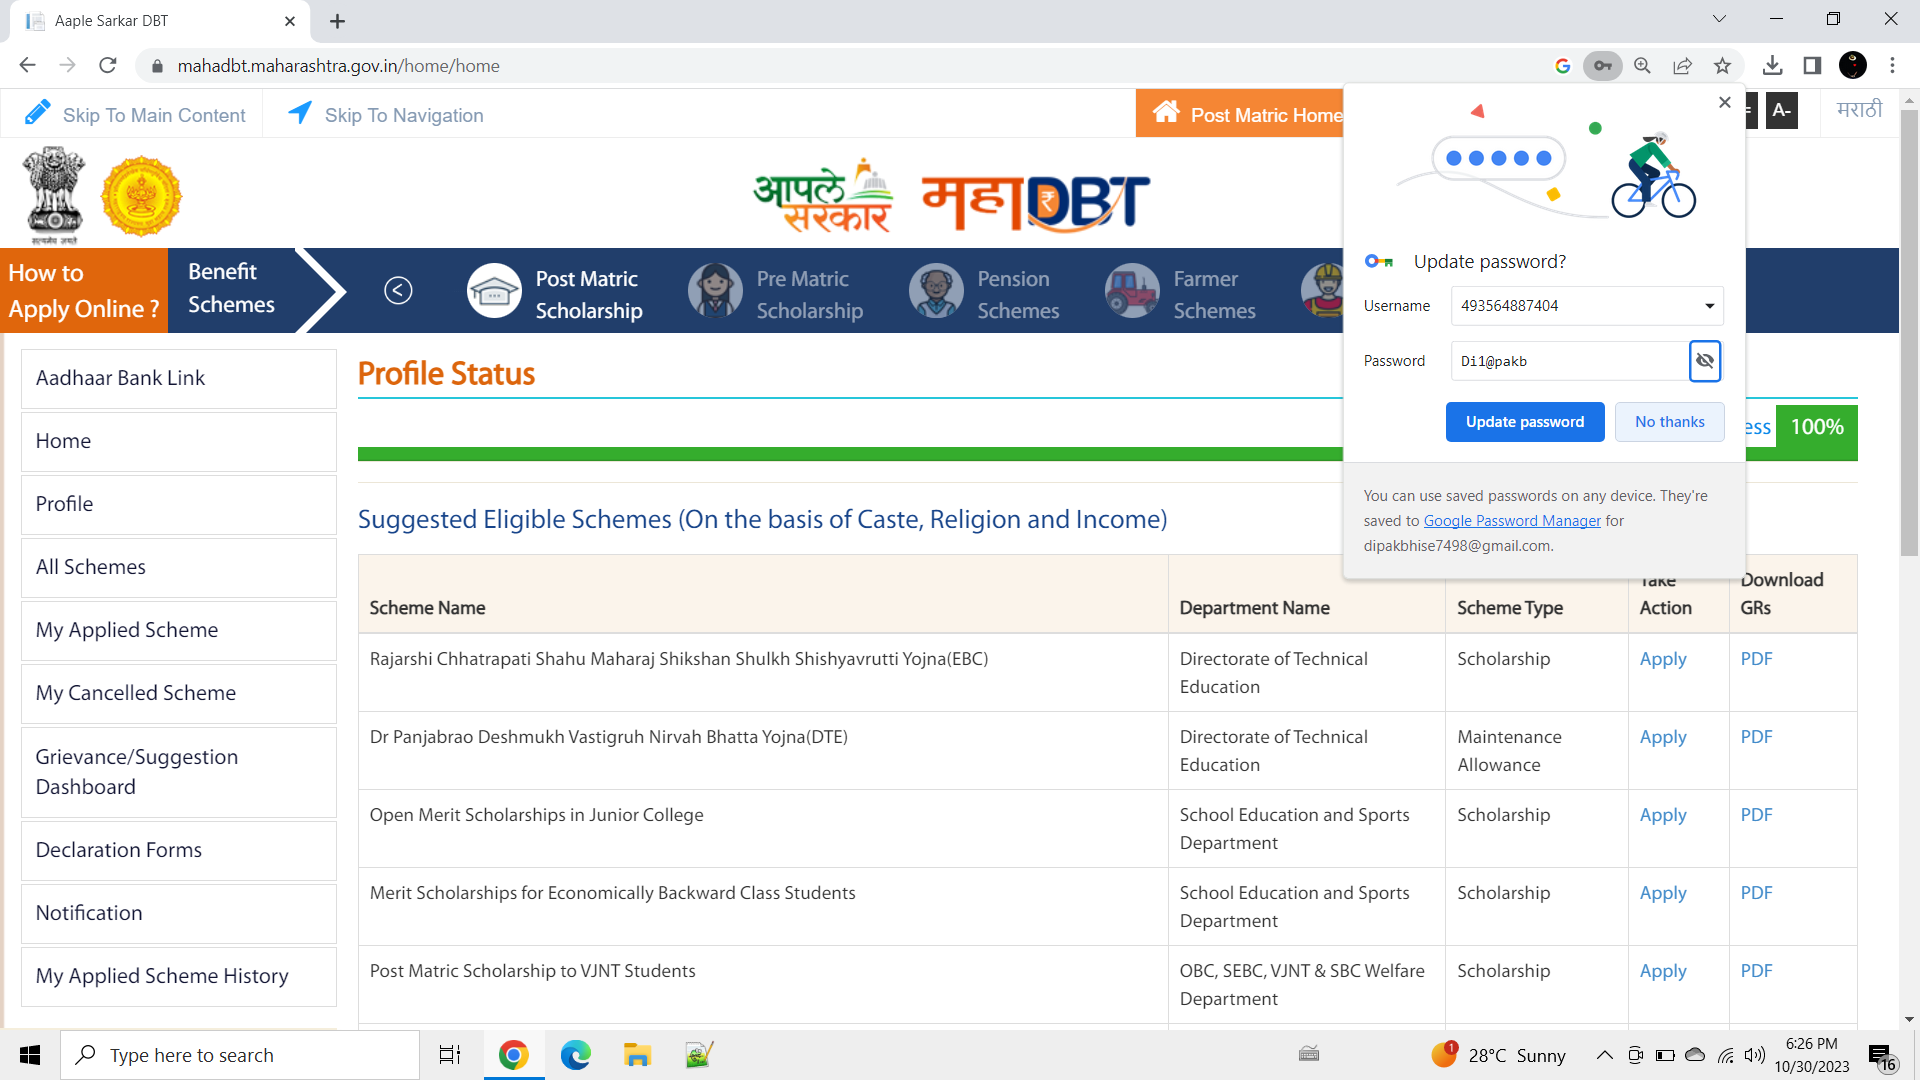 Aaple Sarkar DBT
mahadbt.maharashtra.gov.in/home/home
Skip To Main Content
Skip To Navigation
Post Matric Home
A-
मराठी
सत्यमेव जयते
आपले
सरकार
महाDBT
How to
Apply Online ?
Benefit
Schemes
Post Matric
Scholarship
Pre Matric
Scholarship
Pension
Schemes
Farmer
Schemes
Update password?
Username
493564887404
Password
Di1@pakb
Update password
No thanks
You can use saved passwords on any device. They're
saved to Google Password Manager for
dipakbhise7498@gmail.com.
Aadhaar Bank Link
Home
Profile
All Schemes
My Applied Scheme
My Cancelled Scheme
Grievance/Suggestion
Dashboard
Declaration Forms
Notification
My Applied Scheme History
Profile Status
ess
100%
Suggested Eligible Schemes (On the basis of Caste, Religion and Income)
Scheme Name
Department Name
Scheme Type
Take
Action
Download
GRs
Rajarshi Chhatrapati Shahu Maharaj Shikshan Shulkh Shishyavrutti Yojna(EBC)
Directorate of Technical
Education
Scholarship
Apply
PDF
Dr Panjabrao Deshmukh Vastigruh Nirvah Bhatta Yojna(DTE)
Directorate of Technical
Education
Maintenance
Allowance
Apply
PDF
Open Merit Scholarships in Junior College
School Education and Sports
Department
Scholarship
Apply
PDF
Merit Scholarships for Economically Backward Class Students
School Education and Sports
Department
Scholarship
Apply
PDF
Post Matric Scholarship to VJNT Students
OBC, SEBC, VJNT & SBC Welfare
Department
Scholarship
Apply
PDF
Type here to search
1
28°C Sunny
6:26 PM
10/30/2023
16